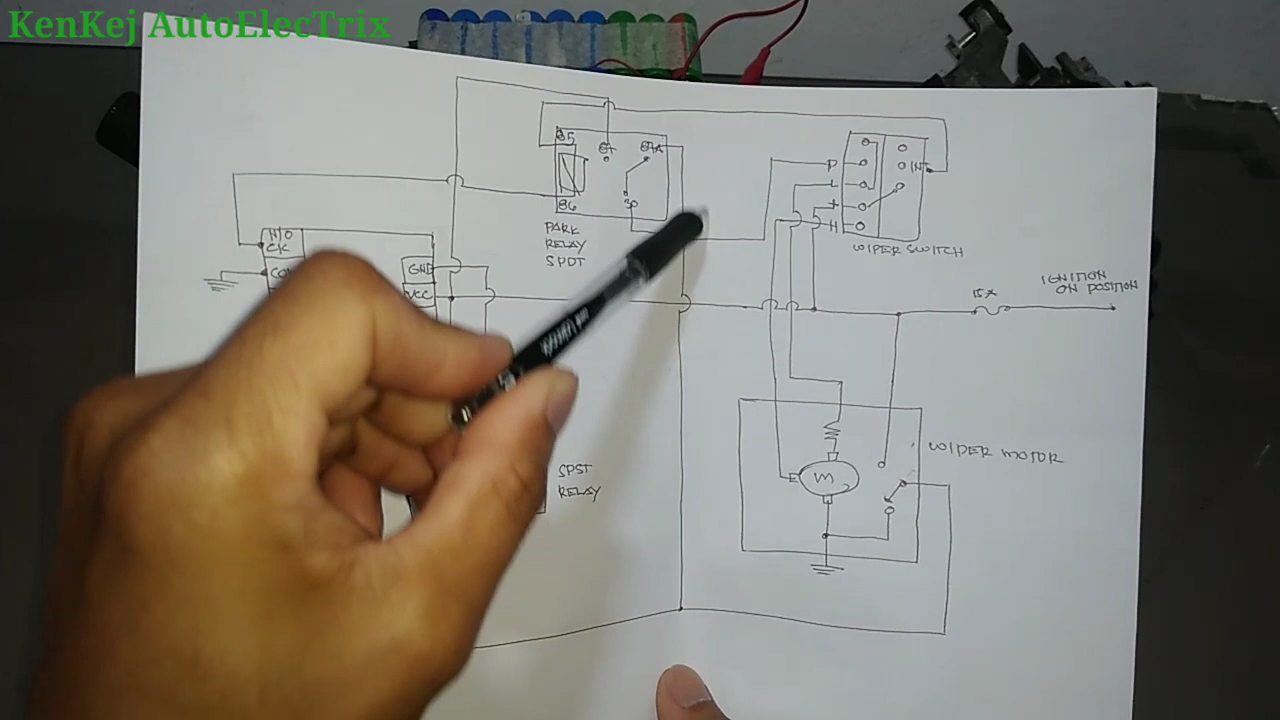 KenKej AutoElecTrix
85
87
87A
86
30
PARK
RELAY
SPDT
P
L
+
H
INT
WIPER SWITCH
N/O
GND
VCC
15A
IGNITION
ON POSITION
SPST
RELAY
WIPER MOTOR
M